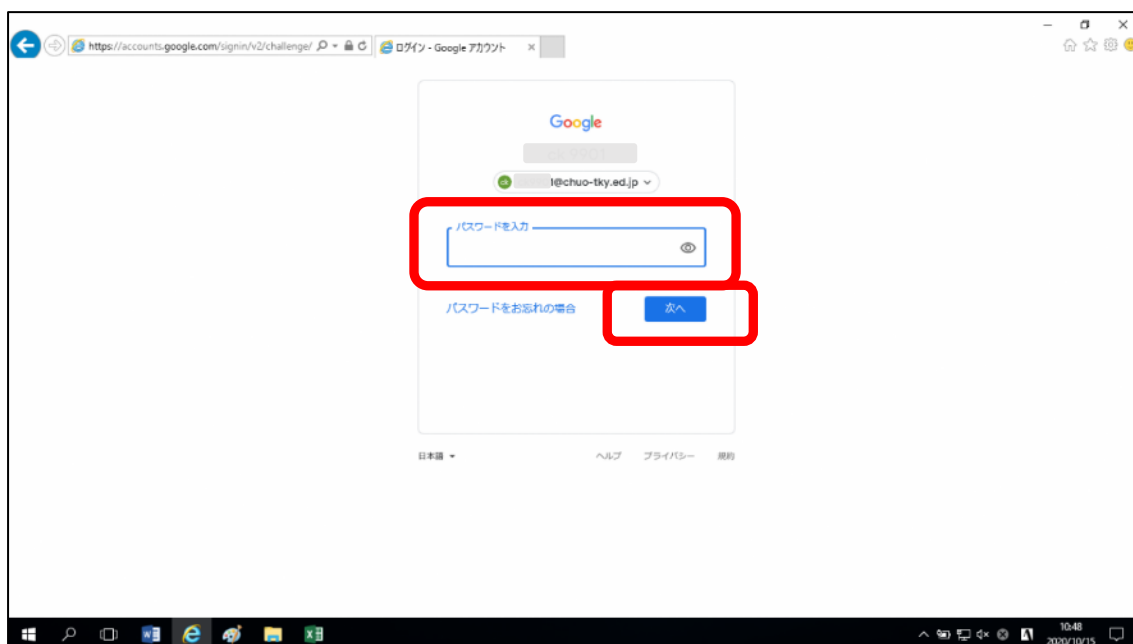 https://accounts.google.com/signin/v2/challenge/
ログイン - Google アカウント
Google
l@chuo-tky.ed.jp
パスワードを入力
パスワードをお忘れの場合
次へ
日本語
ヘルプ プライバシー 規約
10:48
2020/10/15